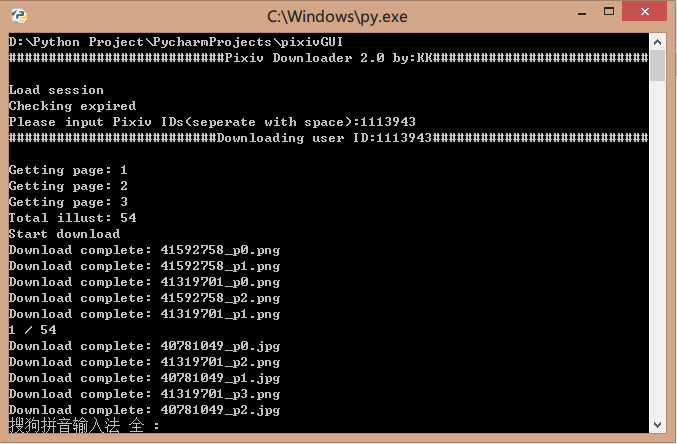 C:\Windows\py.exe
D:\Python Project\PycharmProjects\pixivGUI
###########################Pixiv Downloader 2.0 by:KK###########################
Load session
Checking expired
Please input Pixiv IDs(seperate with space):1113943
##########################Downloading user ID:1113943###########################
Getting page: 1
Getting page: 2
Getting page: 3
Total illust: 54
Start download
Download complete: 41592758_p0.png
Download complete: 41592758_p1.png
Download complete: 41319701_p0.png
Download complete: 41592758_p2.png
Download complete: 41319701_p1.png
1 / 54
Download complete: 40781049_p0.jpg
Download complete: 41319701_p2.png
Download complete: 40781049_p1.jpg
Download complete: 41319701_p3.png
Download complete: 40781049_p2.jpg
搜狗拼音输入法 全 :